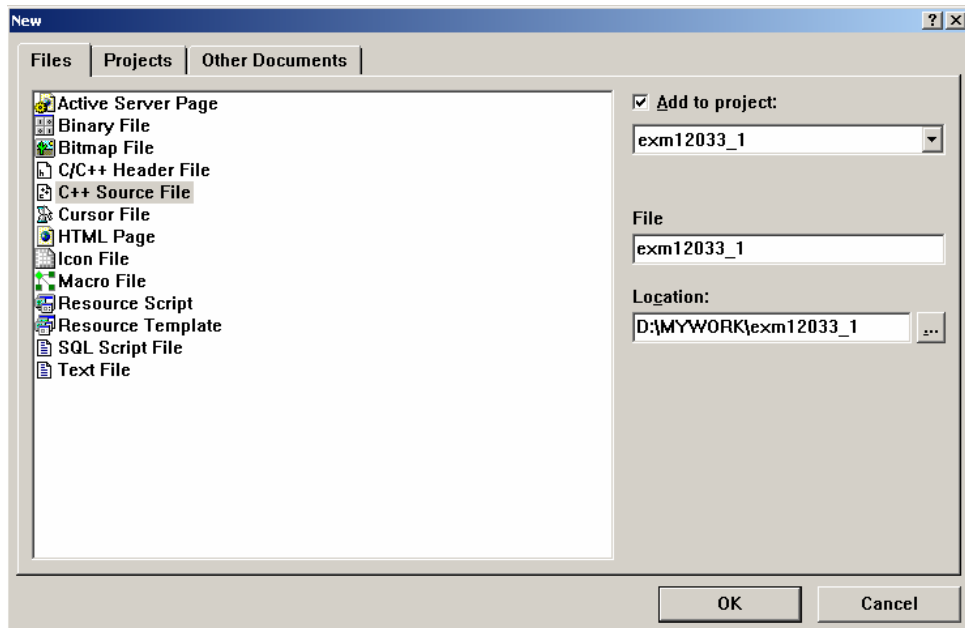 New
Files Projects Other Documents
Active Server Page
Binary File
Bitmap File
C/C++ Header File
C++ Source File
Cursor File
HTML Page
Icon File
Macro File
Resource Script
Resource Template
SQL Script File
Text File
Add to project:
exm12033_1
File
exm12033_1
Location:
D:\MYWORK\exm12033_1
...
OK Cancel